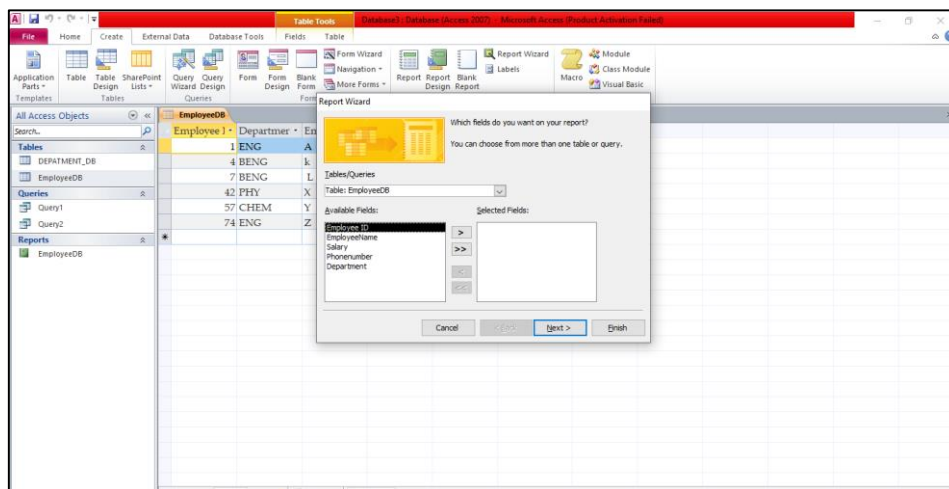 Table Tools
Database3 : Database (Access 2007) - Microsoft Access (Product Activation Failed)
File Home Create External Data Database Tools Fields Table
Application Parts
Table
Table Design
SharePoint Lists
Query Wizard
Query Design
Form
Form Design
Blank Form
Form Wizard
Navigation
More Forms
Report
Report Design
Blank Report
Report Wizard
Labels
Macro
Module
Class Module
Visual Basic
Templates
Tables
Queries
Form
All Access Objects
Search...
Tables
DEPATMENT_DB
EmployeeDB
Queries
Query1
Query2
Reports
EmployeeDB
EmployeeDB
Employee I Departmer En
1 ENG A
4 BENG k
7 BENG L
42 PHY X
57 CHEM Y
74 ENG Z
Report Wizard
Which fields do you want on your report?
You can choose from more than one table or query.
Tables/Queries
Table: EmployeeDB
Available Fields:
Selected Fields:
Employee ID
EmployeeName
Salary
Phonenumber
Department
>
>>
<
<<
Cancel
< Back
Next >
Finish